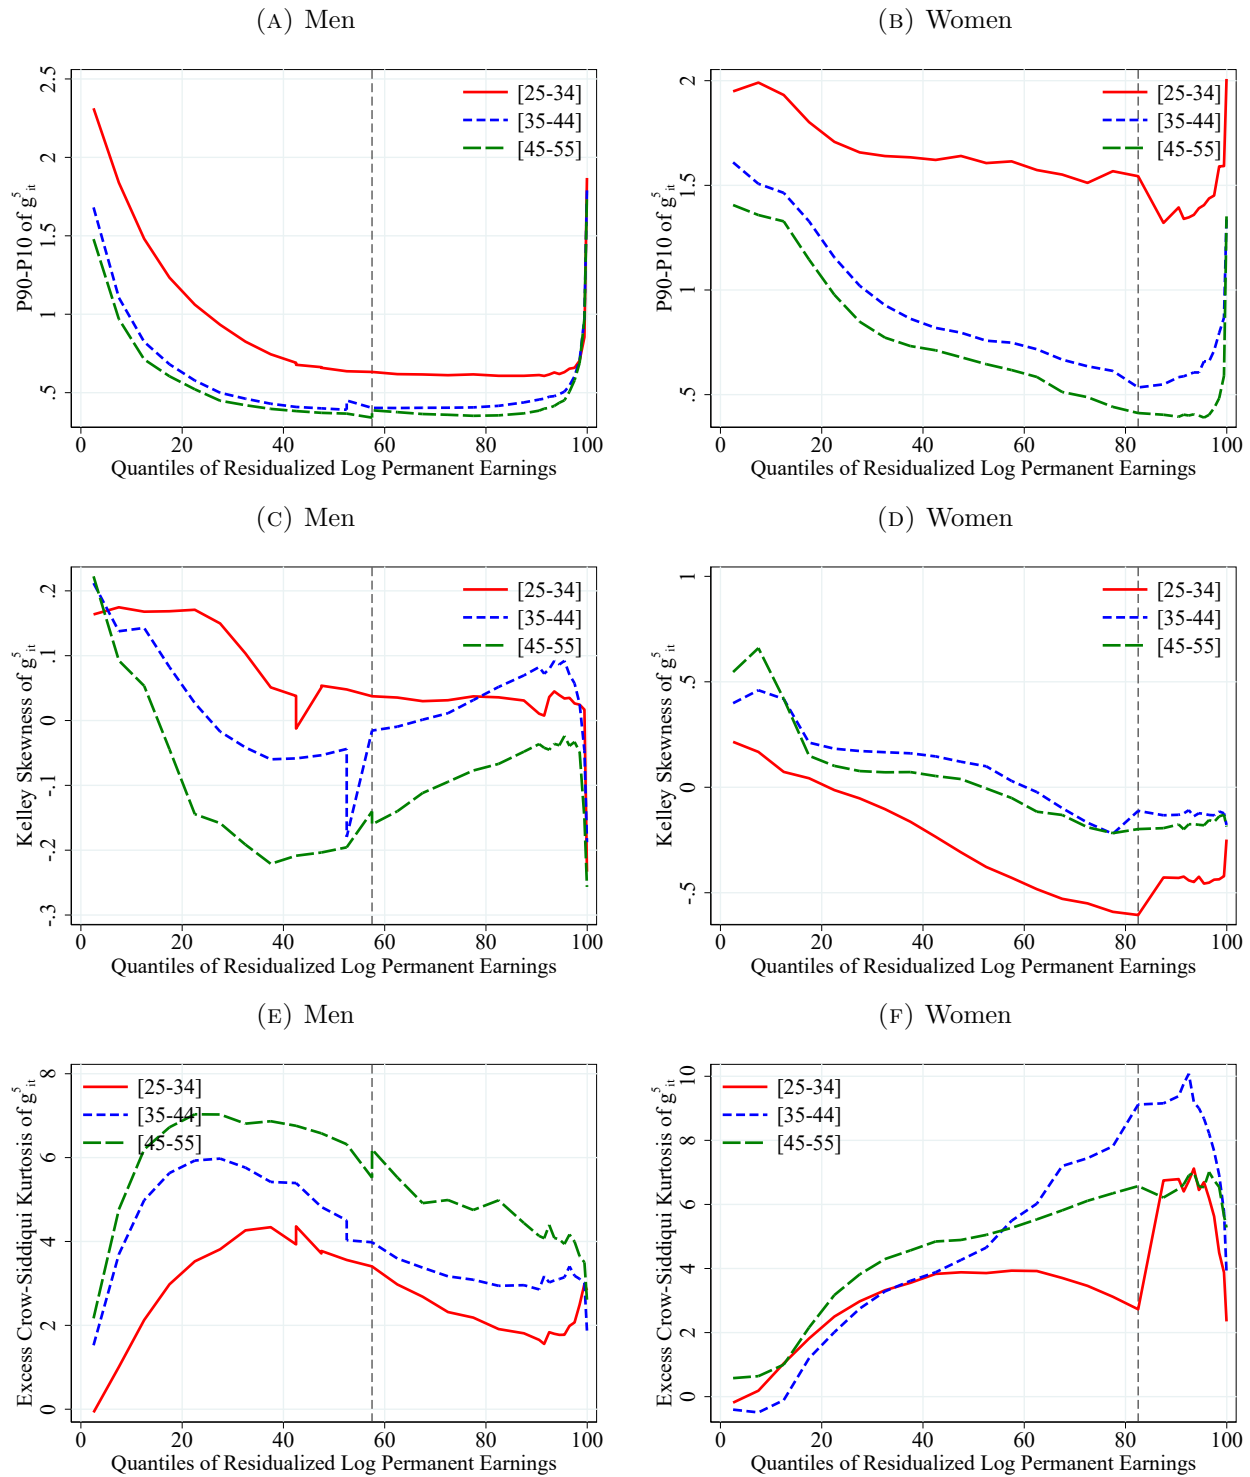 (A) Men
P90-P10 of g⁵ᵢₜ
2.5
2
1.5
1
.5
[25-34]
[35-44]
[45-55]
0 20 40 60 80 100
Quantiles of Residualized Log Permanent Earnings
(B) Women
P90-P10 of g⁵ᵢₜ
2
1.5
1
.5
[25-34]
[35-44]
[45-55]
0 20 40 60 80 100
Quantiles of Residualized Log Permanent Earnings
(C) Men
Kelley Skewness of g⁵ᵢₜ
.2
.1
0
-.1
-.2
-.3
[25-34]
[35-44]
[45-55]
0 20 40 60 80 100
Quantiles of Residualized Log Permanent Earnings
(D) Women
Kelley Skewness of g⁵ᵢₜ
1
.5
0
-.5
[25-34]
[35-44]
[45-55]
0 20 40 60 80 100
Quantiles of Residualized Log Permanent Earnings
(E) Men
Excess Crow-Siddiqui Kurtosis of g⁵ᵢₜ
8
6
4
2
0
[25-34]
[35-44]
[45-55]
0 20 40 60 80 100
Quantiles of Residualized Log Permanent Earnings
(F) Women
Excess Crow-Siddiqui Kurtosis of g⁵ᵢₜ
10
8
6
4
2
0
[25-34]
[35-44]
[45-55]
0 20 40 60 80 100
Quantiles of Residualized Log Permanent Earnings